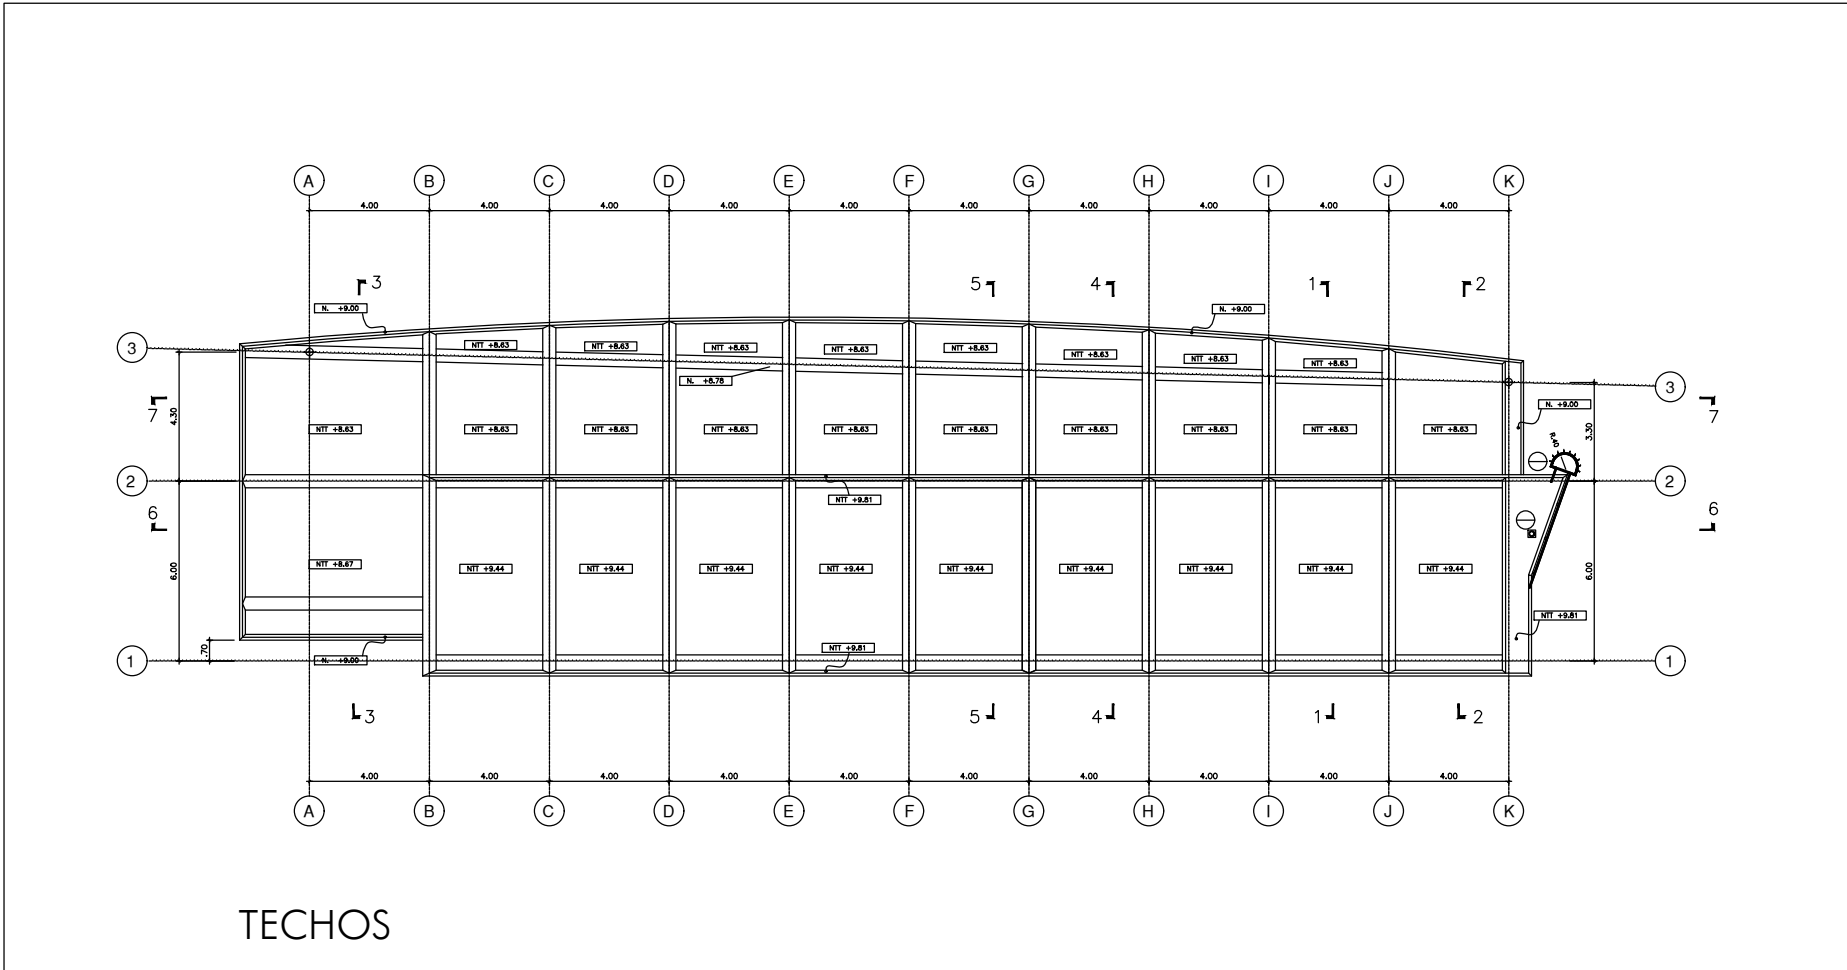 A B C D E F G H I J K
4.00 4.00 4.00 4.00 4.00 4.00 4.00 4.00 4.00 4.00
3 5 4 1 2
N. +9.00 N. +9.00
3
NTT +8.63 NTT +8.63 NTT +8.63 NTT +8.63 NTT +8.63 NTT +8.63 NTT +8.63 NTT +8.63
N. +8.78
3
7 4.30 N. +9.00 3.30 7
NTT +8.63 NTT +8.63 NTT +8.63 NTT +8.63 NTT +8.63 NTT +8.63 NTT +8.63 NTT +8.63 NTT +8.63 NTT +8.63
R.40
2 2
NTT +9.81
6 6
NTT +8.67 NTT +9.44 NTT +9.44 NTT +9.44 NTT +9.44 NTT +9.44 NTT +9.44 NTT +9.44 NTT +9.44 NTT +9.44
6.00 6.00
NTT +9.81
.70 NTT +9.81
1 N. +9.00 1
3 5 4 1 2
4.00 4.00 4.00 4.00 4.00 4.00 4.00 4.00 4.00 4.00
A B C D E F G H I J K
TECHOS